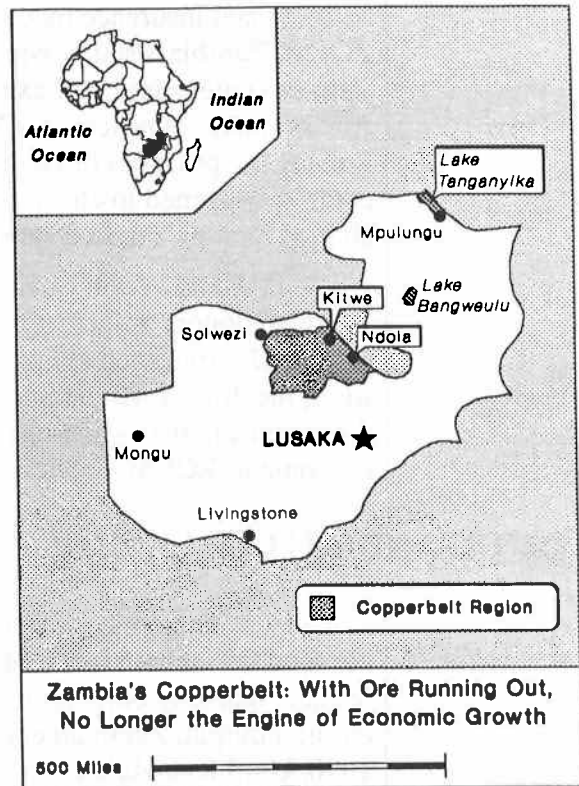 Atlantic
Ocean
Indian
Ocean
Lake
Tanganyika
Mpulungu
Lake
Bangweulu
Kitwe
Solwezi
Ndola
LUSAKA
Mongu
Livingstone
Copperbelt Region
Zambia's Copperbelt: With Ore Running Out,
No Longer the Engine of Economic Growth
500 Miles